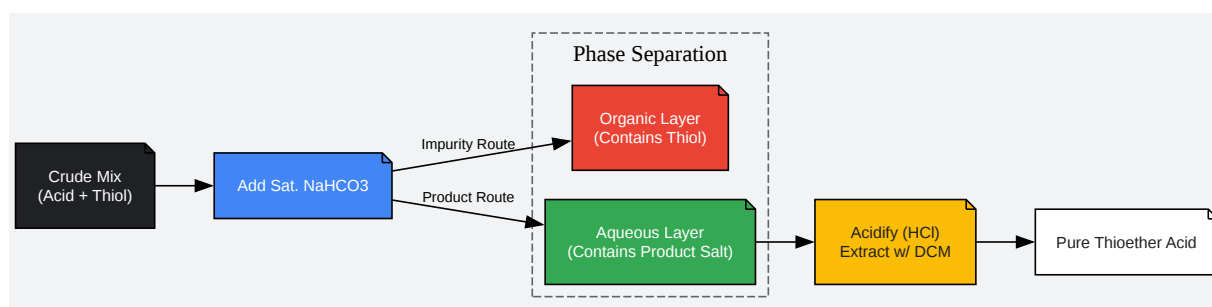 Phase Separation
Crude Mix
(Acid + Thiol)
Add Sat. NaHCO3
Impurity Route
Product Route
Organic Layer
(Contains Thiol)
Aqueous Layer
(Contains Product Salt)
Acidify (HCl)
Extract w/ DCM
Pure Thioether Acid